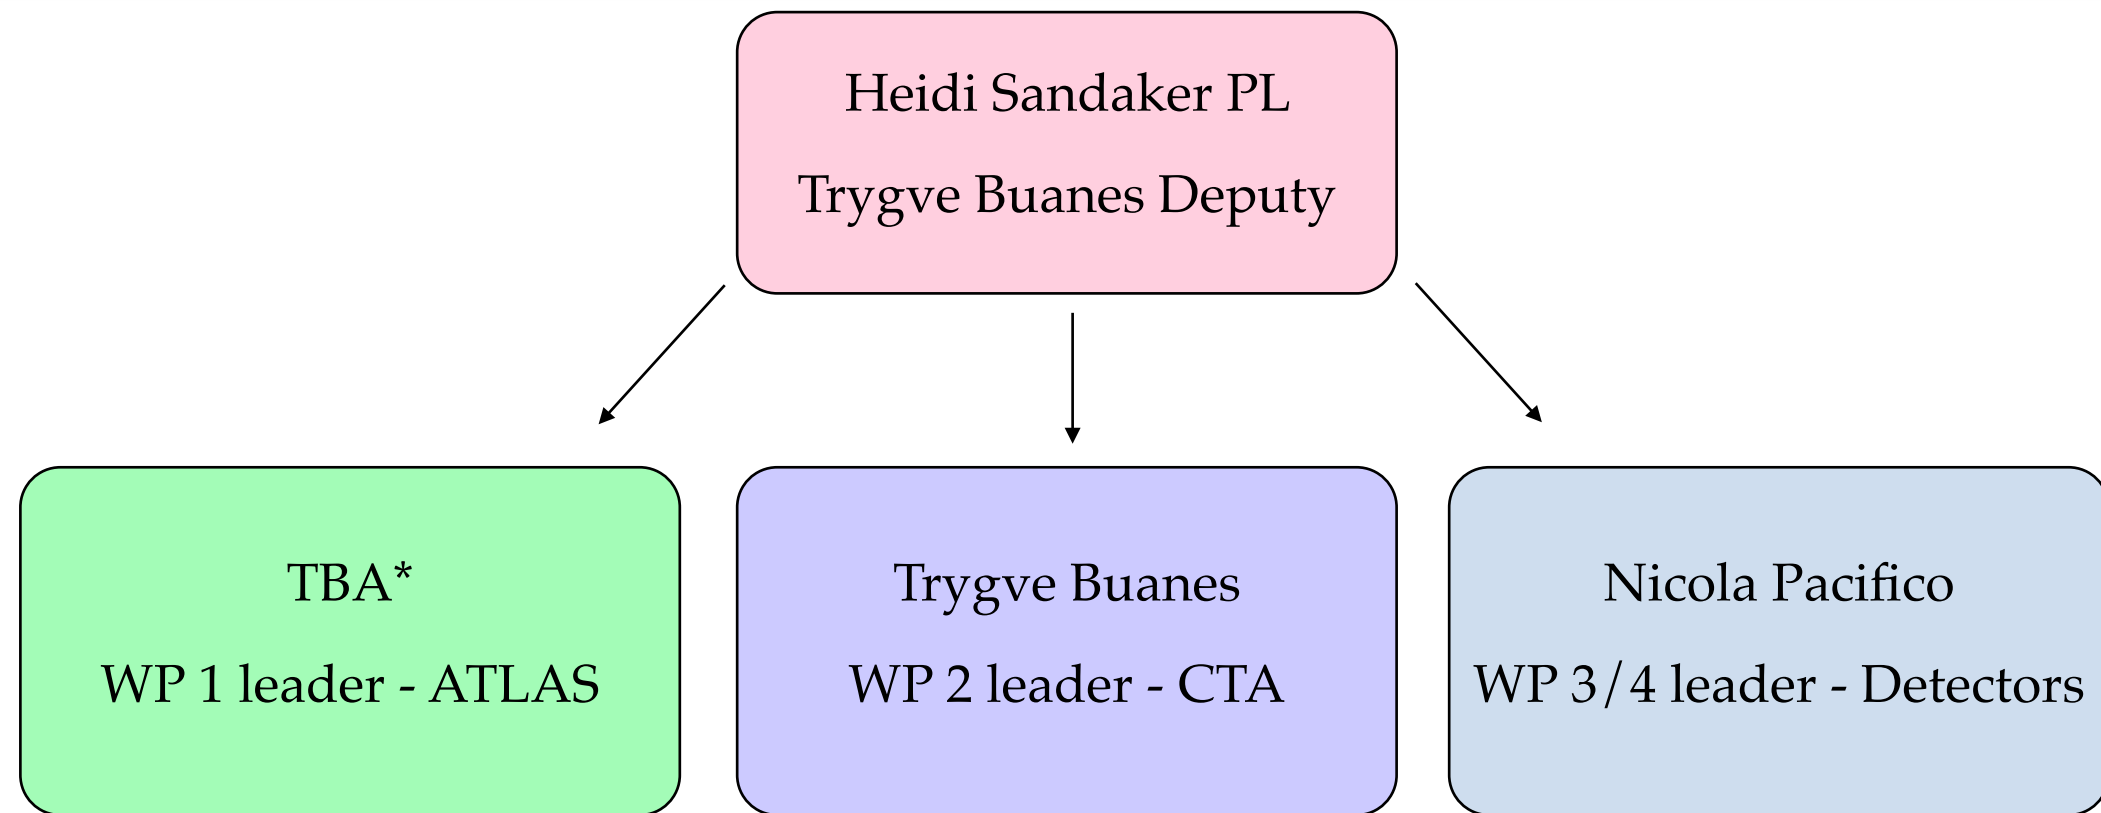 Heidi Sandaker PL
Trygve Buanes Deputy
TBA*
WP 1 leader - ATLAS
Trygve Buanes
WP 2 leader - CTA
Nicola Pacifico
WP 3/4 leader - Detectors